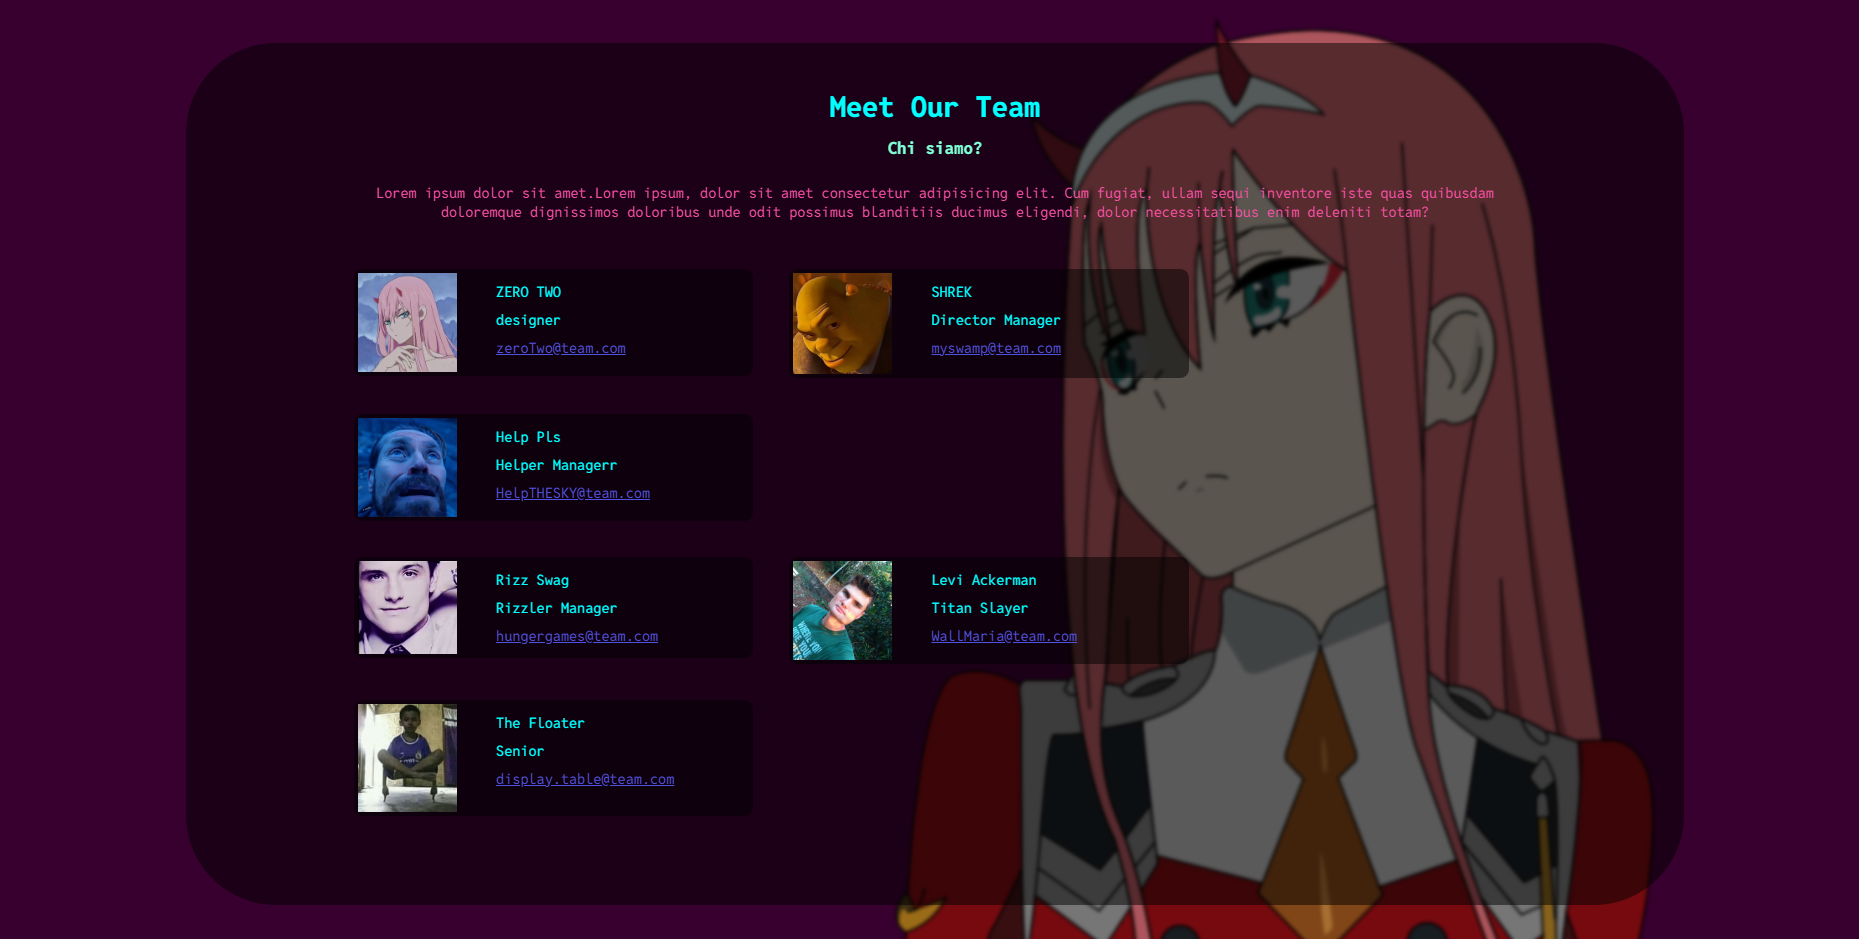 Meet Our Team
Chi siamo?
Lorem ipsum dolor sit amet.Lorem ipsum, dolor sit amet consectetur adipisicing elit. Cum fugiat, ullam sequi inventore iste quas quibusdam
doloremque dignissimos doloribus unde odit possimus blanditiis ducimus eligendi, dolor necessitatibus enim deleniti totam?
ZERO TWO
designer
zeroTwo@team.com
SHREK
Director Manager
myswamp@team.com
Help Pls
Helper Managerr
HelpTHESKY@team.com
Rizz Swag
Rizzler Manager
hungergames@team.com
Levi Ackerman
Titan Slayer
WallMaria@team.com
The Floater
Senior
display.table@team.com